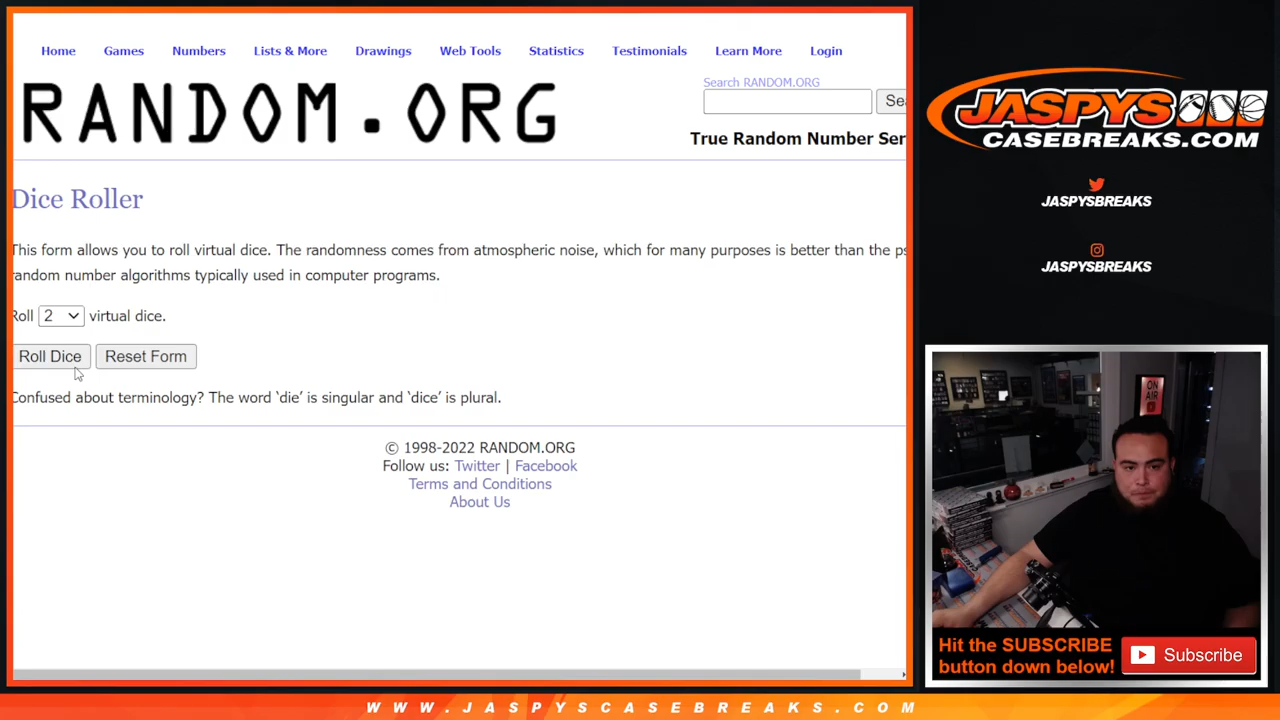 Home Games Numbers Lists & More Drawings Web Tools Statistics Testimonials Learn More Login
RANDOM.ORG
Search RANDOM.ORG
Sea
True Random Number Ser
Dice Roller
This form allows you to roll virtual dice. The randomness comes from atmospheric noise, which for many purposes is better than the ps
random number algorithms typically used in computer programs.
Roll 2 virtual dice.
Roll Dice Reset Form
Confused about terminology? The word ‘die’ is singular and ‘dice’ is plural.
© 1998-2022 RANDOM.ORG
Follow us: Twitter | Facebook
Terms and Conditions
About Us
JASPYS
CASEBREAKS.COM
JASPYSBREAKS
JASPYSBREAKS
ON
AIR
Hit the SUBSCRIBE
button down below!
Subscribe
WWW.JASPYSCASEBREAKS.COM